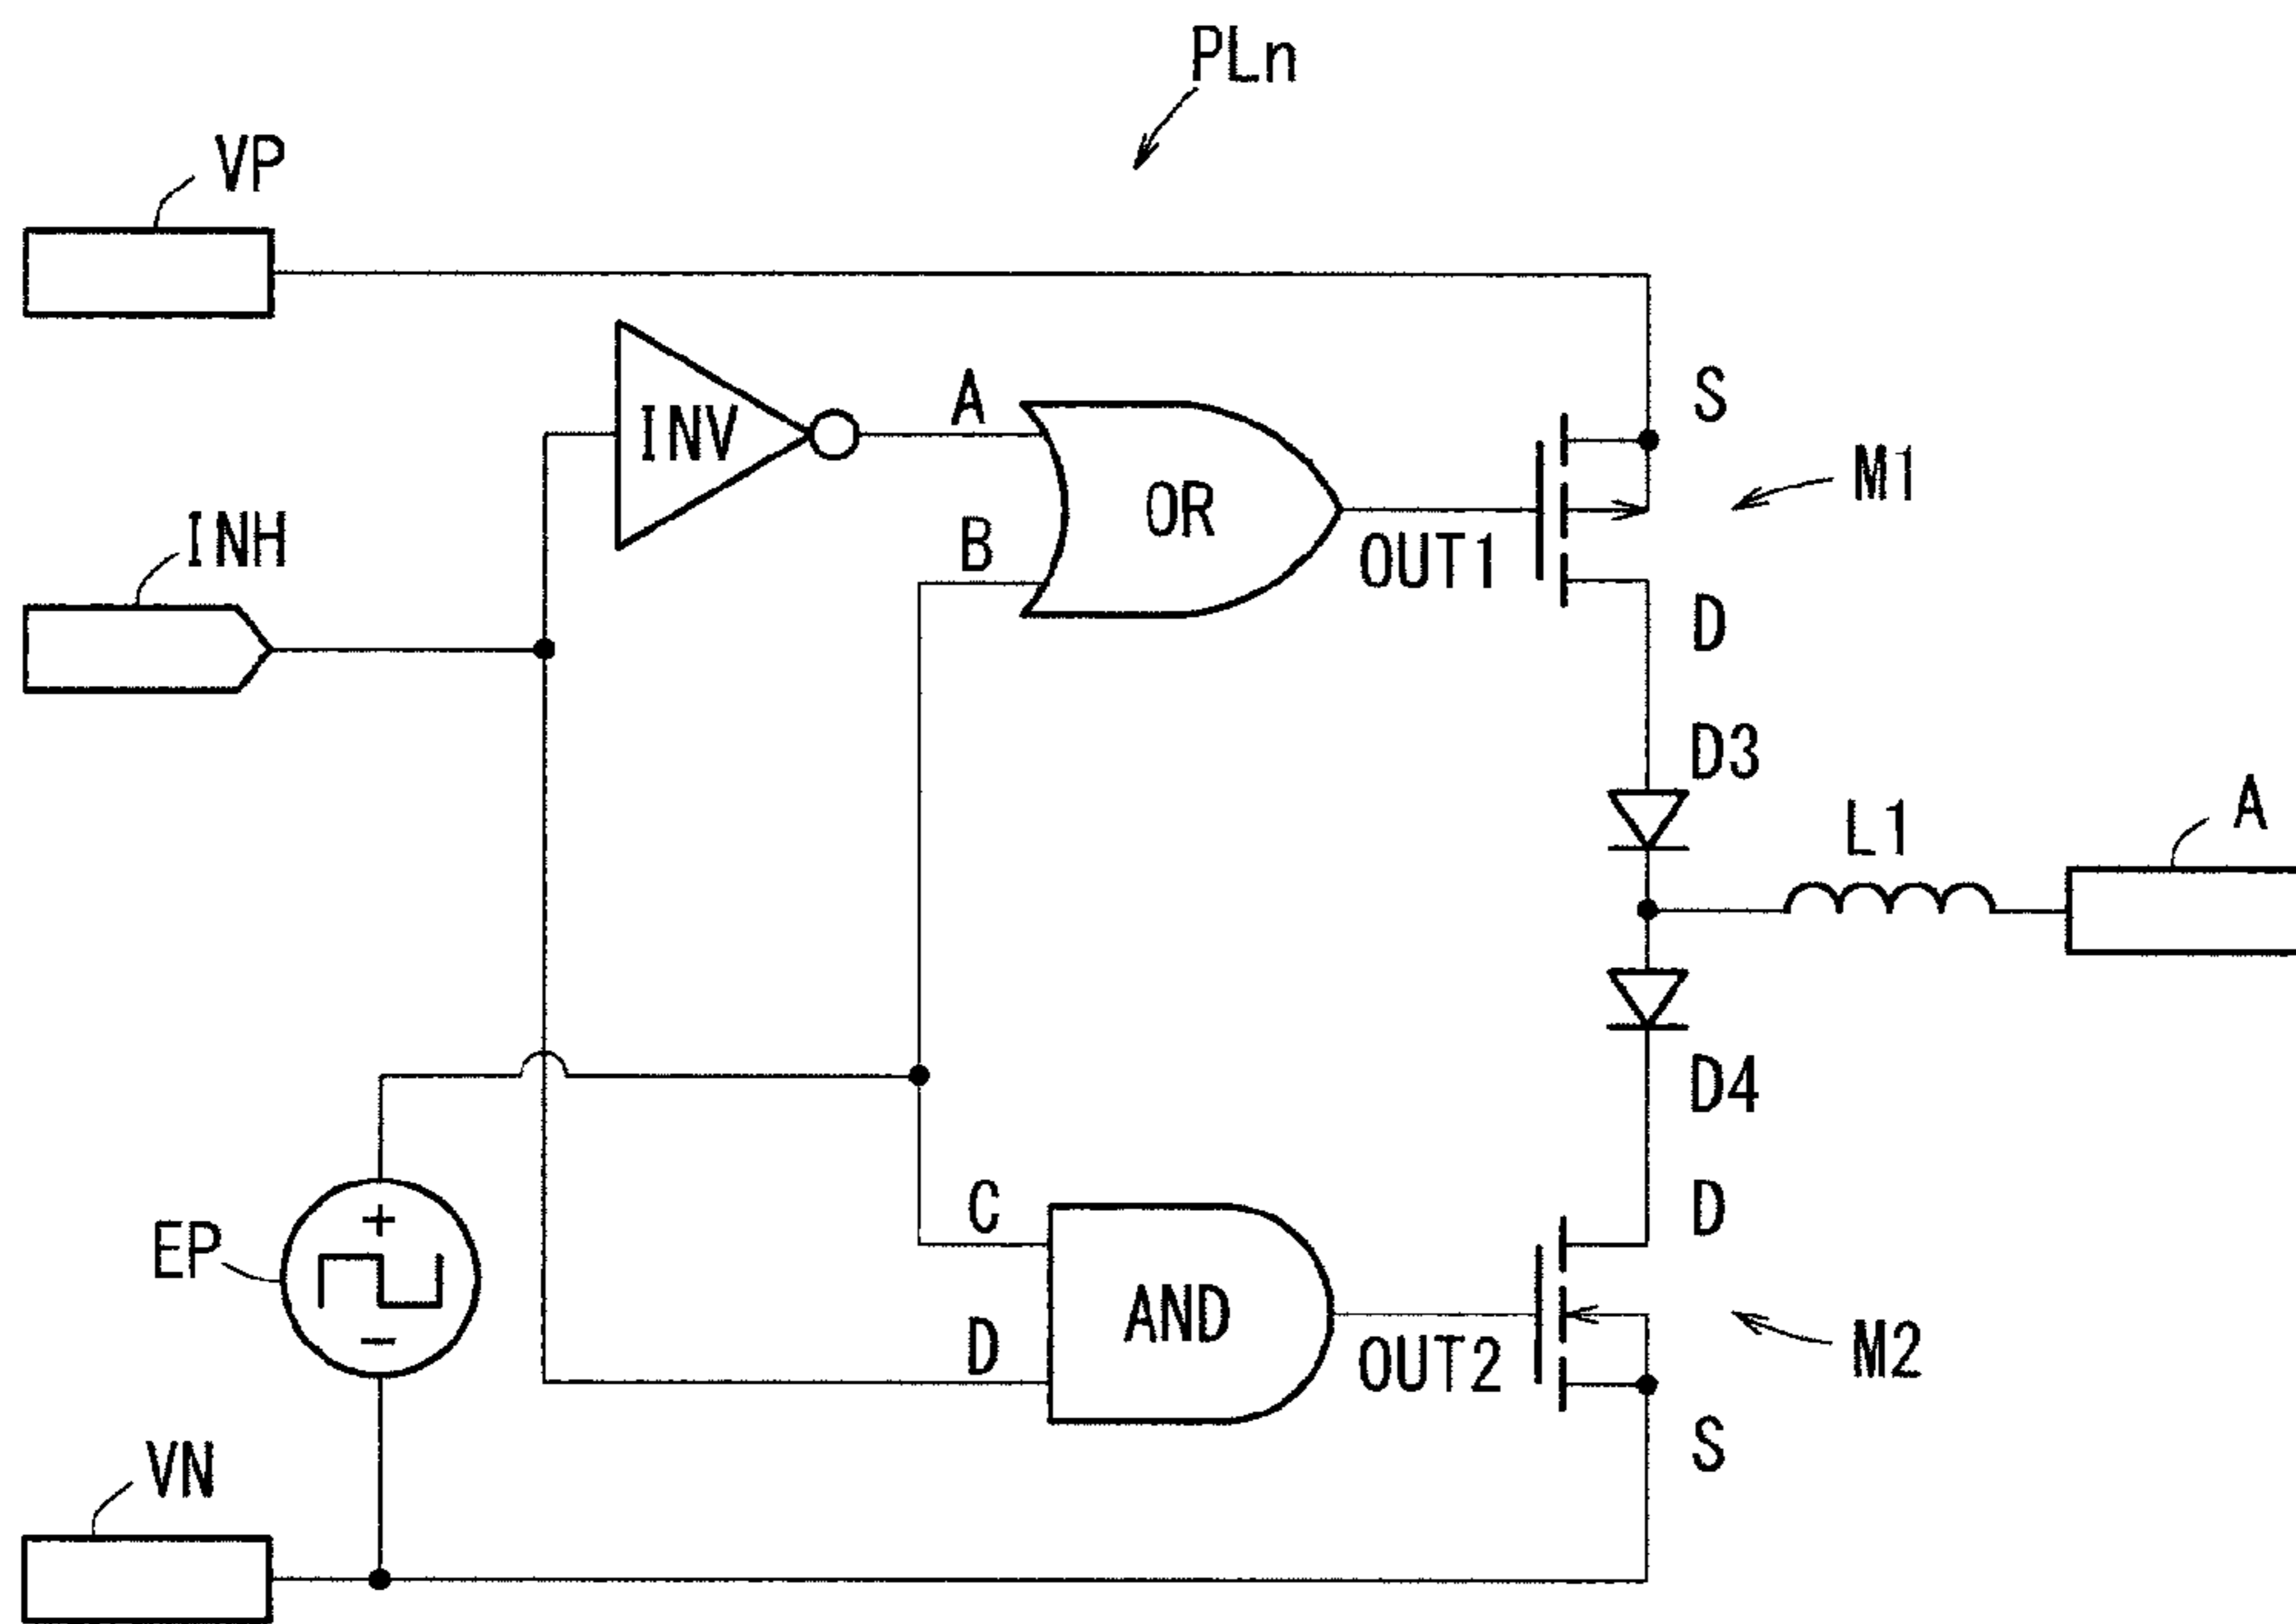 PLn
VP
S
INV
A
OR
M1
B
INH
OUT1
D
D3
L1
A
D4
C
D
EP
+
−
AND
D
M2
OUT2
S
VN